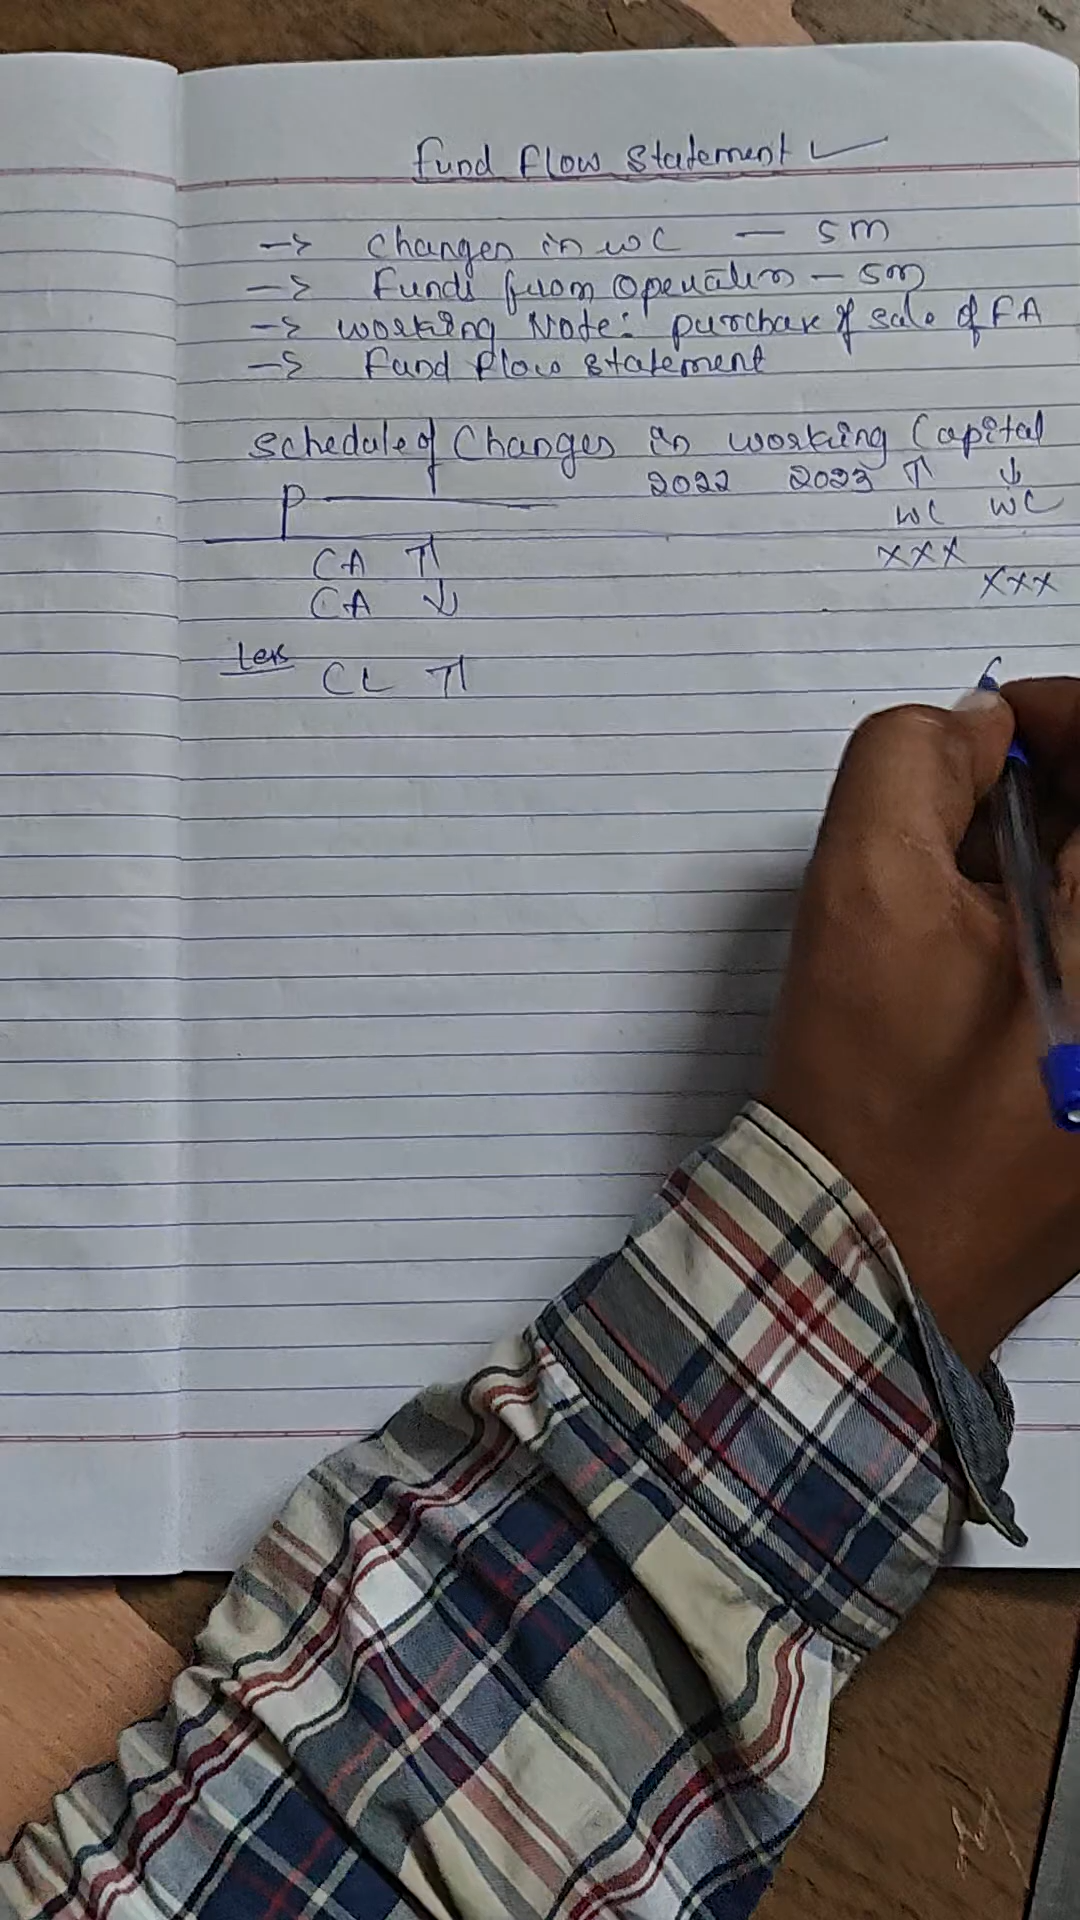 Fund Flow Statement ✓
-> Changes in WC - 5m
-> Funds from Operation - 5m
-> working Note: purchase & sale of FA
-> Fund Flow Statement
Schedule of Changes in Working Capital
P 2022 2023 ↑ ↓
WC WC
CA ↑ xxx
CA ↓ xxx
Less
CL ↑